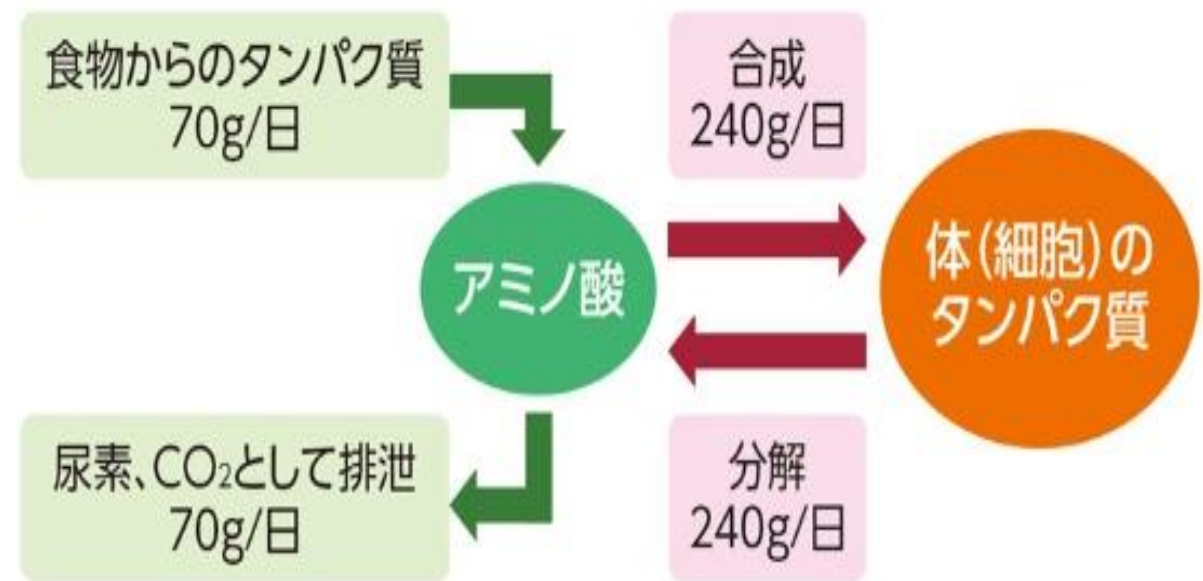 食物からのタンパク質
70g/日
合成
240g/日
アミノ酸
体(細胞)の
タンパク質
尿素、CO₂として排泄
70g/日
分解
240g/日